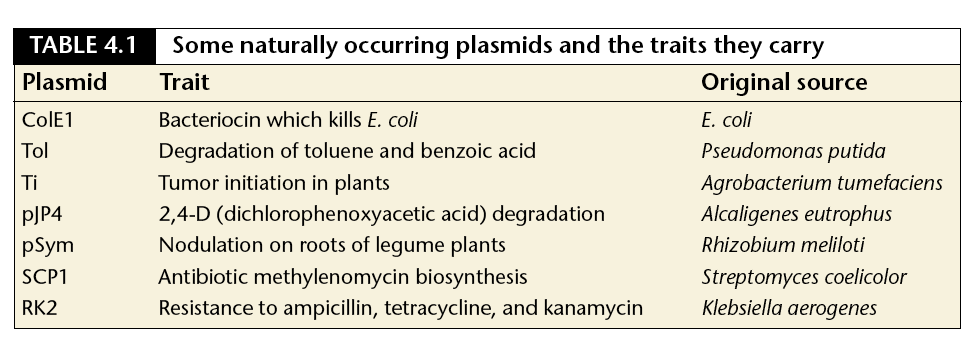 TABLE 4.1 Some naturally occurring plasmids and the traits they carry
Plasmid Trait Original source
ColE1 Bacteriocin which kills E. coli E. coli
Tol Degradation of toluene and benzoic acid Pseudomonas putida
Ti Tumor initiation in plants Agrobacterium tumefaciens
pJP4 2,4-D (dichlorophenoxyacetic acid) degradation Alcaligenes eutrophus
pSym Nodulation on roots of legume plants Rhizobium meliloti
SCP1 Antibiotic methylenomycin biosynthesis Streptomyces coelicolor
RK2 Resistance to ampicillin, tetracycline, and kanamycin Klebsiella aerogenes